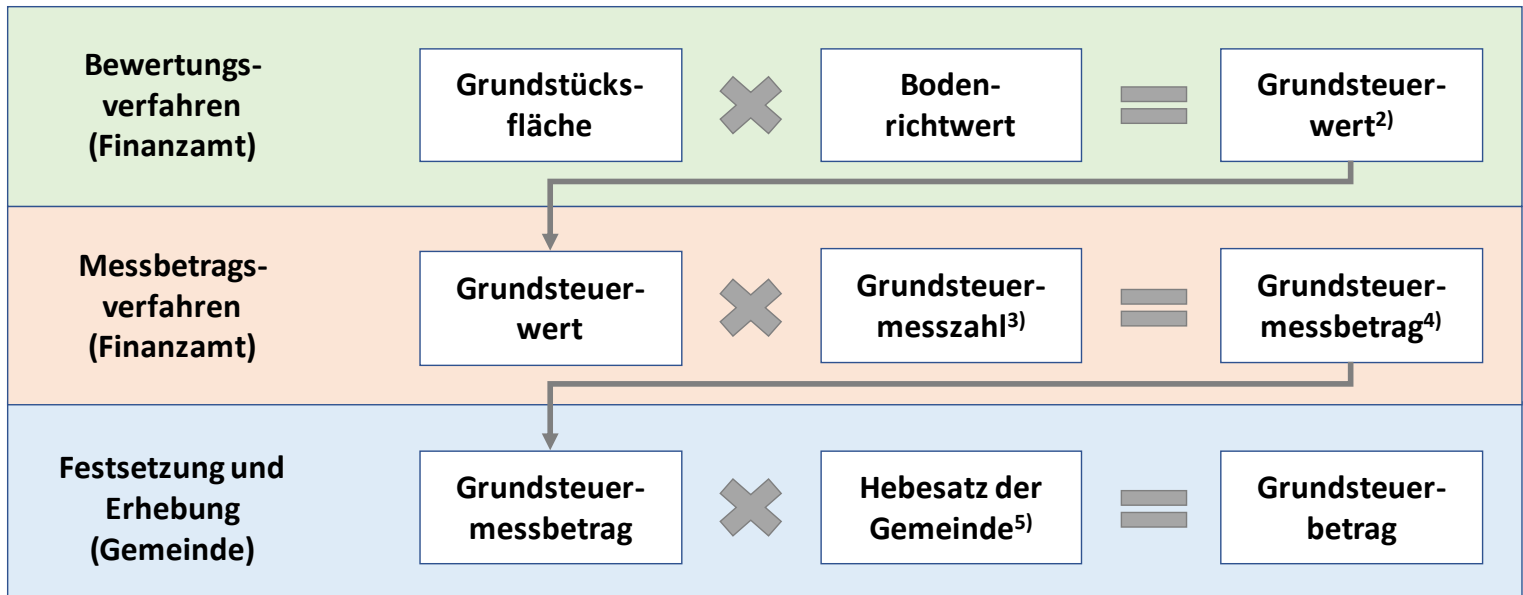 Bewertungs-
verfahren
(Finanzamt)
Grundstücks-
fläche
Boden-
richtwert
Grundsteuer-
wert2)
Messbetrags-
verfahren
(Finanzamt)
Grundsteuer-
wert
Grundsteuer-
messzahl3)
Grundsteuer-
messbetrag4)
Festsetzung und
Erhebung
(Gemeinde)
Grundsteuer-
messbetrag
Hebesatz der
Gemeinde5)
Grundsteuer-
betrag